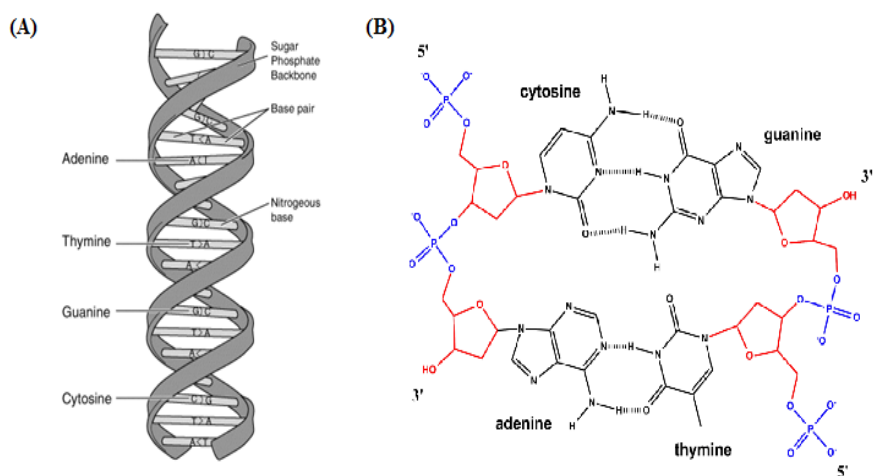 (A)
G C
Sugar
Phosphate
Backbone
G C
Base pair
T A
Adenine
A T
Nitrogeous
base
G C
Thymine
T A
A
Guanine
G C
T A
A
Cytosine
C G
T A
A T
(B)
5'
-O
O-
P
O
O
cytosine
H
N
H
O
guanine
N
3'
O
N
H
N
N
OH
N
O
N
N
O
O
H
N
H
-O
P
O
O
O
O
P
O
-O
O
N
O
O
N
N
H
N
N
O
HO
N
N
3'
adenine
N
H
O
H
thymine
O
O-
P
O
O-
5'